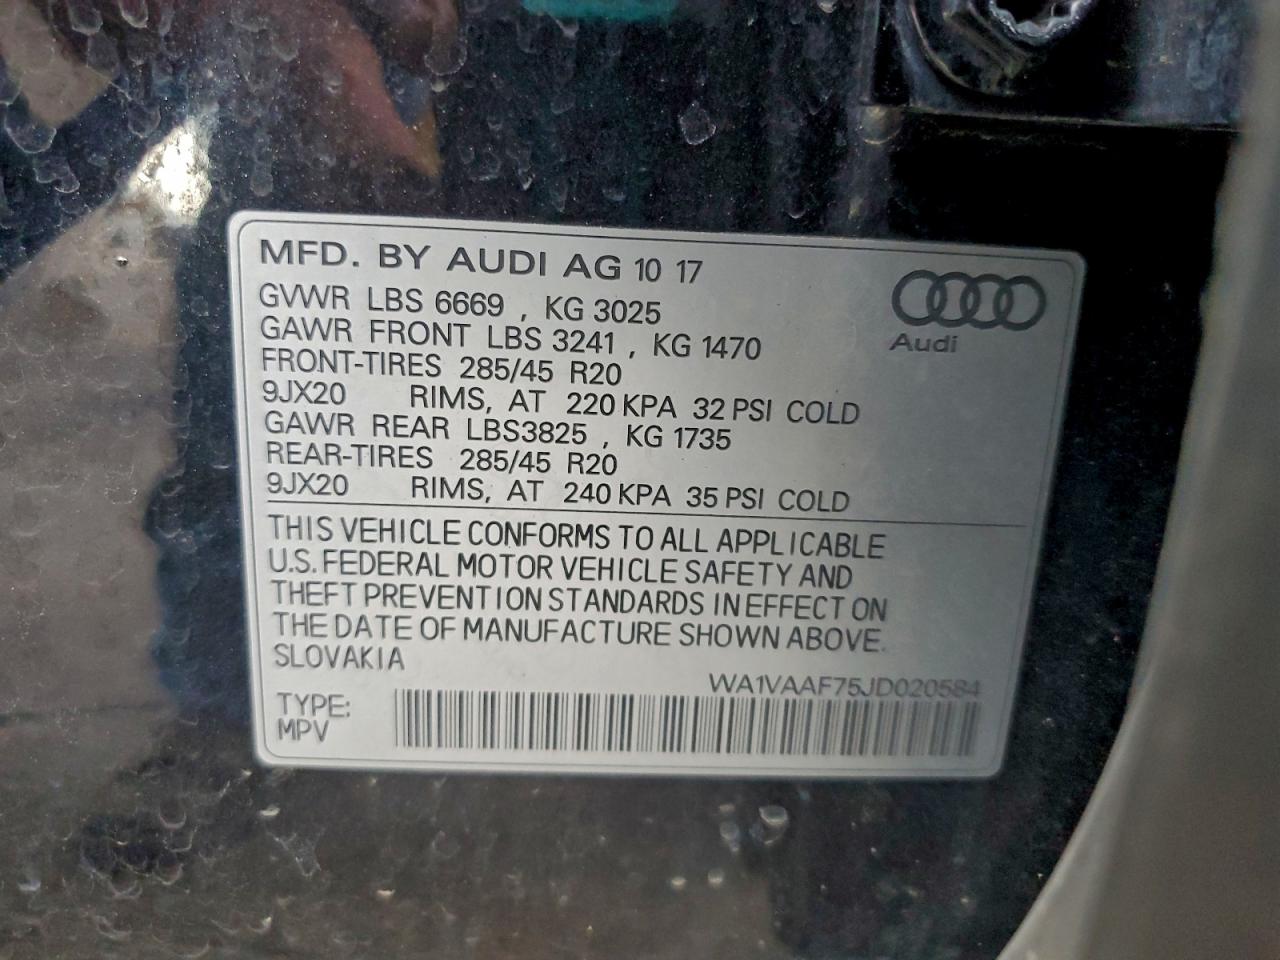 MFD. BY AUDI AG 10 17
GVWR LBS 6669 , KG 3025
GAWR FRONT LBS 3241 , KG 1470
FRONT-TIRES 285/45 R20
9JX20 RIMS, AT 220 KPA 32 PSI COLD
GAWR REAR LBS3825 , KG 1735
REAR-TIRES 285/45 R20
9JX20 RIMS, AT 240 KPA 35 PSI COLD
Audi
THIS VEHICLE CONFORMS TO ALL APPLICABLE
U.S. FEDERAL MOTOR VEHICLE SAFETY AND
THEFT PREVENTION STANDARDS IN EFFECT ON
THE DATE OF MANUFACTURE SHOWN ABOVE.
SLOVAKIA
WA1VAAF75JD020584
TYPE:
MPV